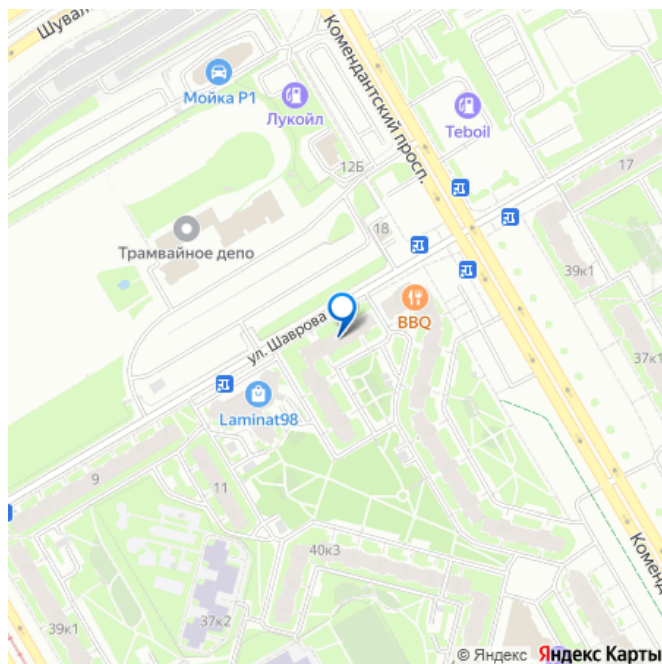 Шувал
Комендантский просп.
Мойка Р1
Лукойл
Teboil
12Б
17
18
Трамвайное депо
39к1
BBQ
ул. Шаврова
37к1
Laminat98
9
11
40к3
Коменд
37к2
39к1
© Яндекс Яндекс Карты